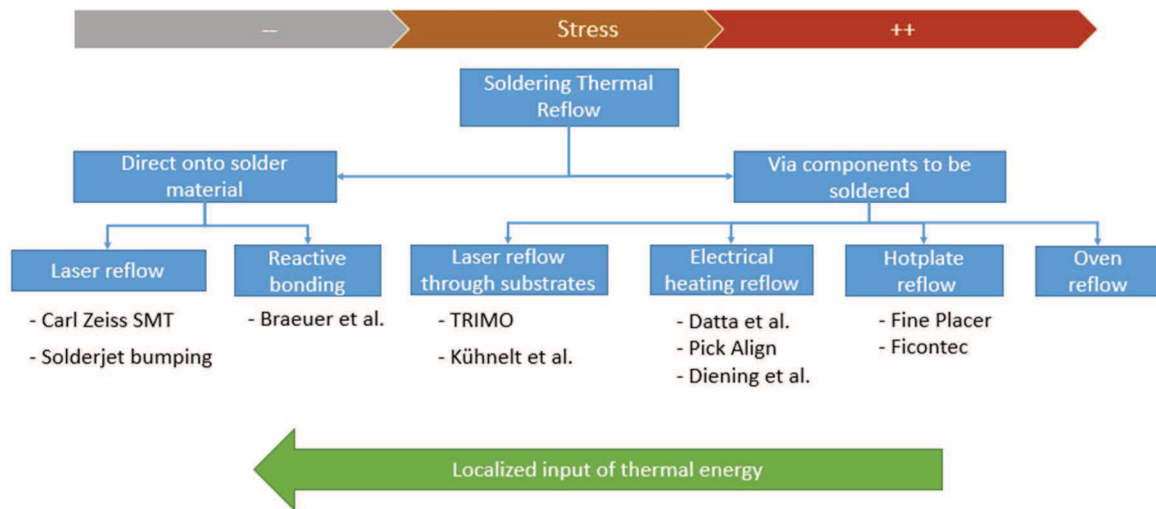 --
Stress
++
Soldering Thermal
Reflow
Direct onto solder
material
Via components to be
soldered
Laser reflow
Reactive
bonding
Laser reflow
through substrates
Electrical
heating reflow
Hotplate
reflow
Oven
reflow
- Carl Zeiss SMT
- Solderjet bumping
- Braeuer et al.
- TRIMO
- Kühnelt et al.
- Datta et al.
- Pick Align
- Diening et al.
- Fine Placer
- Ficontec
Localized input of thermal energy